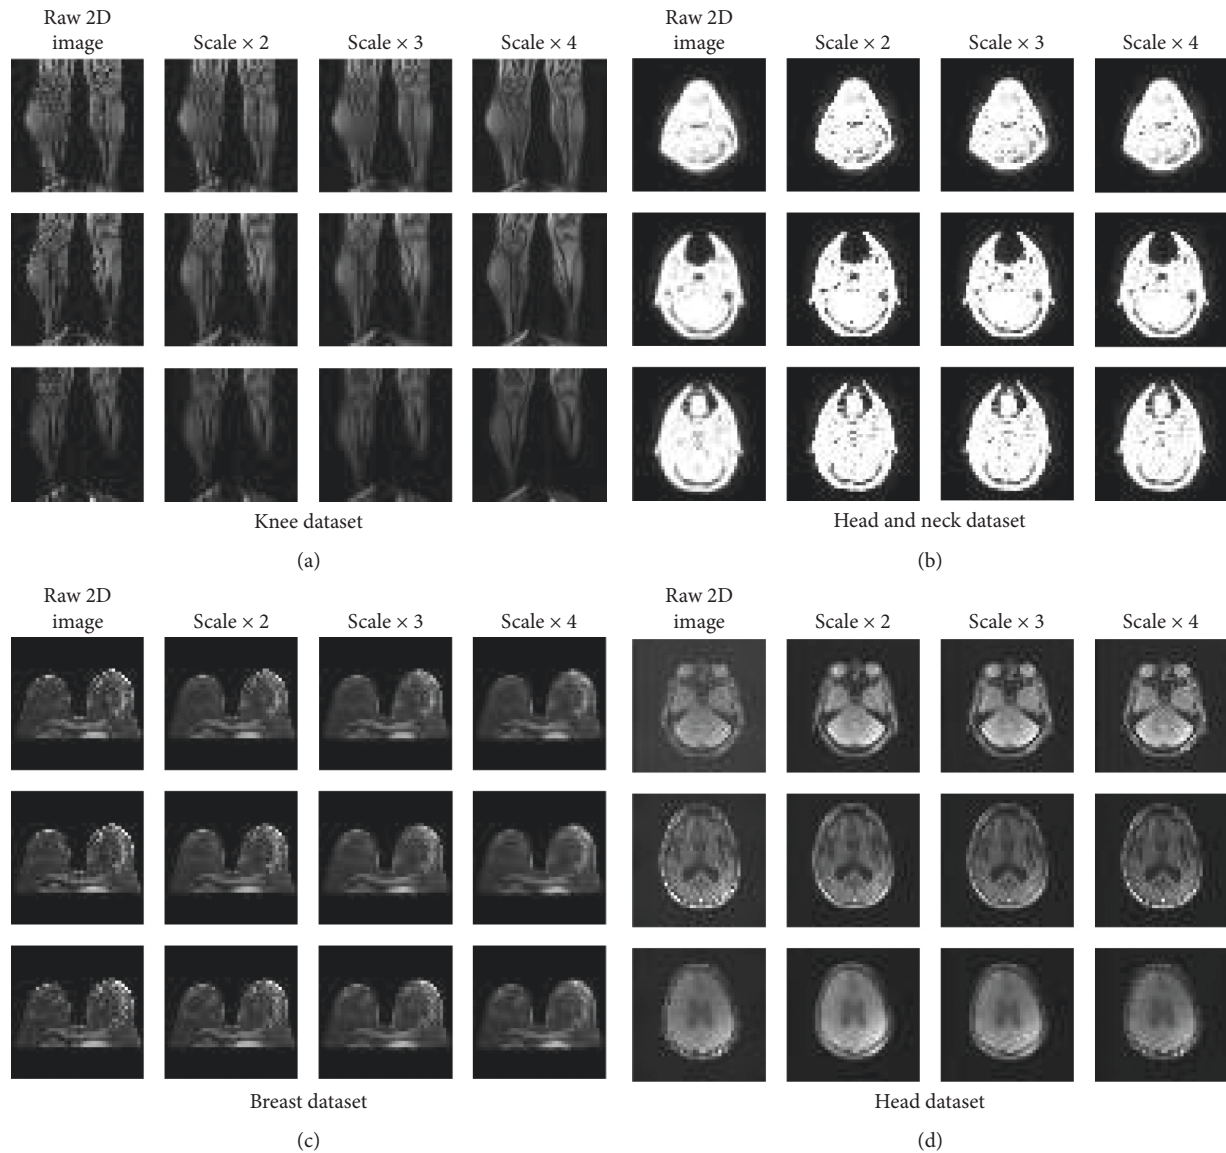 Raw 2D
image
Scale × 2
Scale × 3
Scale × 4
Knee dataset
(a)
Raw 2D
image
Scale × 2
Scale × 3
Scale × 4
Head and neck dataset
(b)
Raw 2D
image
Scale × 2
Scale × 3
Scale × 4
Breast dataset
(c)
Raw 2D
image
Scale × 2
Scale × 3
Scale × 4
Head dataset
(d)